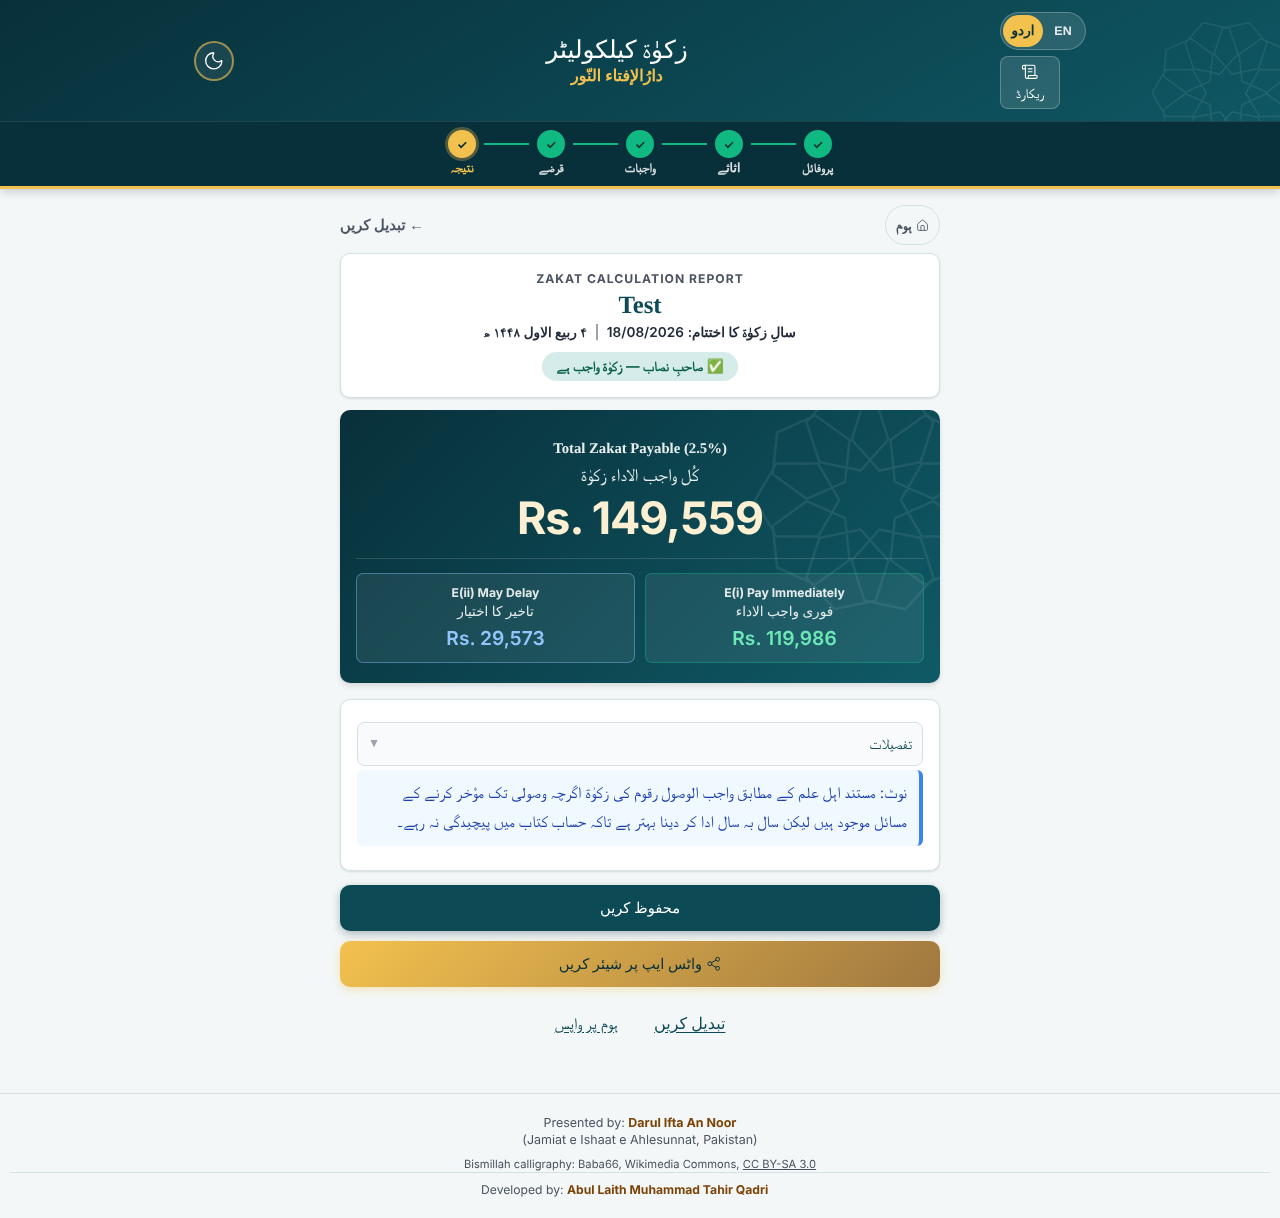 EN
اردو
ریکارڈ
زکوٰۃ کیلکولیٹر
دارُالإفتاء النّور
پروفائل
اثاثے
واجبات
قرضے
نتیجہ
ہوم
← تبدیل کریں
ZAKAT CALCULATION REPORT
Test
سالِ زکوٰۃ کا اختتام: 18/08/2026 | ۴ ربیع الاول ۱۴۴۸ ھ
✅ صاحبِ نصاب — زکوٰۃ واجب ہے
Total Zakat Payable (2.5%)
کُل واجب الاداء زکوٰۃ
Rs. 149,559
E(i) Pay Immediately
فوری واجب الاداء
Rs. 119,986
E(ii) May Delay
تاخیر کا اختیار
Rs. 29,573
تفصیلات
▼
نوٹ: مستند اہل علم کے مطابق واجب الوصول رقوم کی زکوٰۃ اگرچہ وصولی تک مؤخر کرنے کے
مسائل موجود ہیں لیکن سال بہ سال ادا کر دینا بہتر ہے تاکہ حساب کتاب میں پیچیدگی نہ رہے۔
محفوظ کریں
واٹس ایپ پر شیئر کریں
تبدیل کریں
ہوم پر واپس
Presented by: Darul Ifta An Noor
(Jamiat e Ishaat e Ahlesunnat, Pakistan)
Bismillah calligraphy: Baba66, Wikimedia Commons, CC BY-SA 3.0
Developed by: Abul Laith Muhammad Tahir Qadri